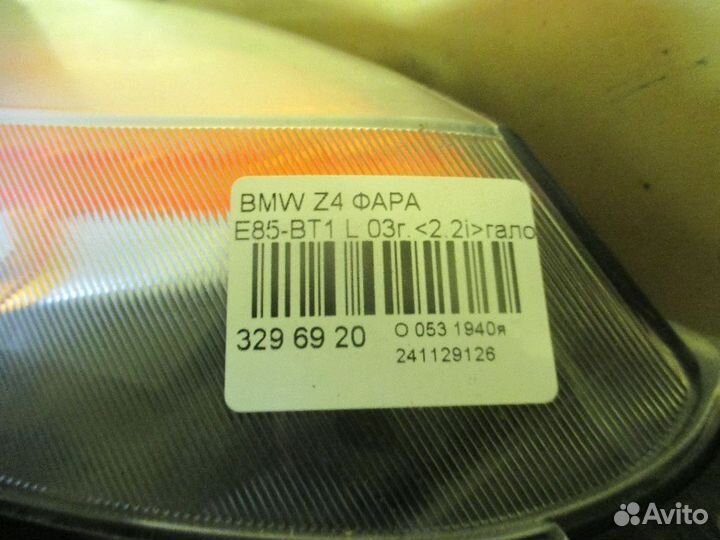 BMW Z4 ФАРА
E85-BT1 L 03г.<2.2i>гало
329 69 20
О 053 1940я
241129126
Avito